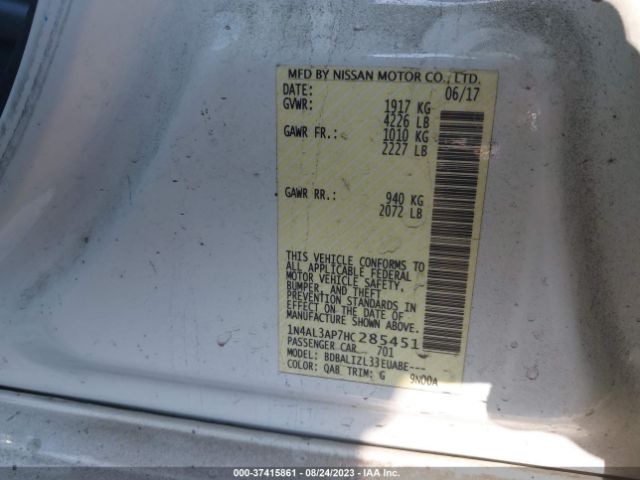 MFD BY NISSAN MOTOR CO., LTD.
DATE: 06/17
GVWR: 1917 KG
4226 LB
GAWR FR.: 1010 KG
2227 LB
GAWR RR.: 940 KG
2072 LB
THIS VEHICLE CONFORMS TO
ALL APPLICABLE FEDERAL
MOTOR VEHICLE SAFETY,
BUMPER, AND THEFT
PREVENTION STANDARDS IN
EFFECT ON THE DATE OF
MANUFACTURE SHOWN ABOVE.
1N4AL3AP7HC285451
PASSENGER CAR 701
MODEL: BDBALIZL33EUABE----
COLOR: QAB TRIM: G 9N00A
000-37415861 - 08/24/2023 - IAA Inc.